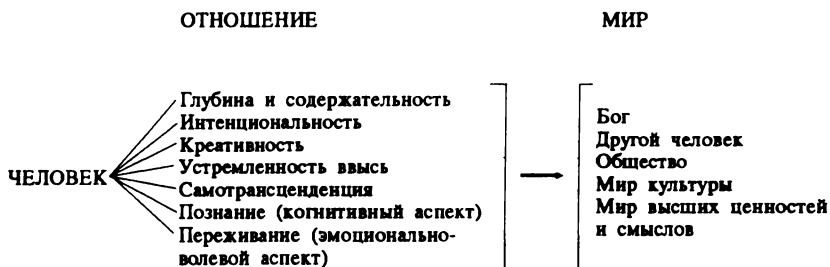 ОТНОШЕНИЕ
МИР
Глубина и содержательность
Интенциональность
Креативность
Устремленность ввысь
ЧЕЛОВЕК
Самотрансценденция
Познание (когнитивный аспект)
Переживание (эмоционально-
волевой аспект)
Бог
Другой человек
Общество
Мир культуры
Мир высших ценностей
и смыслов